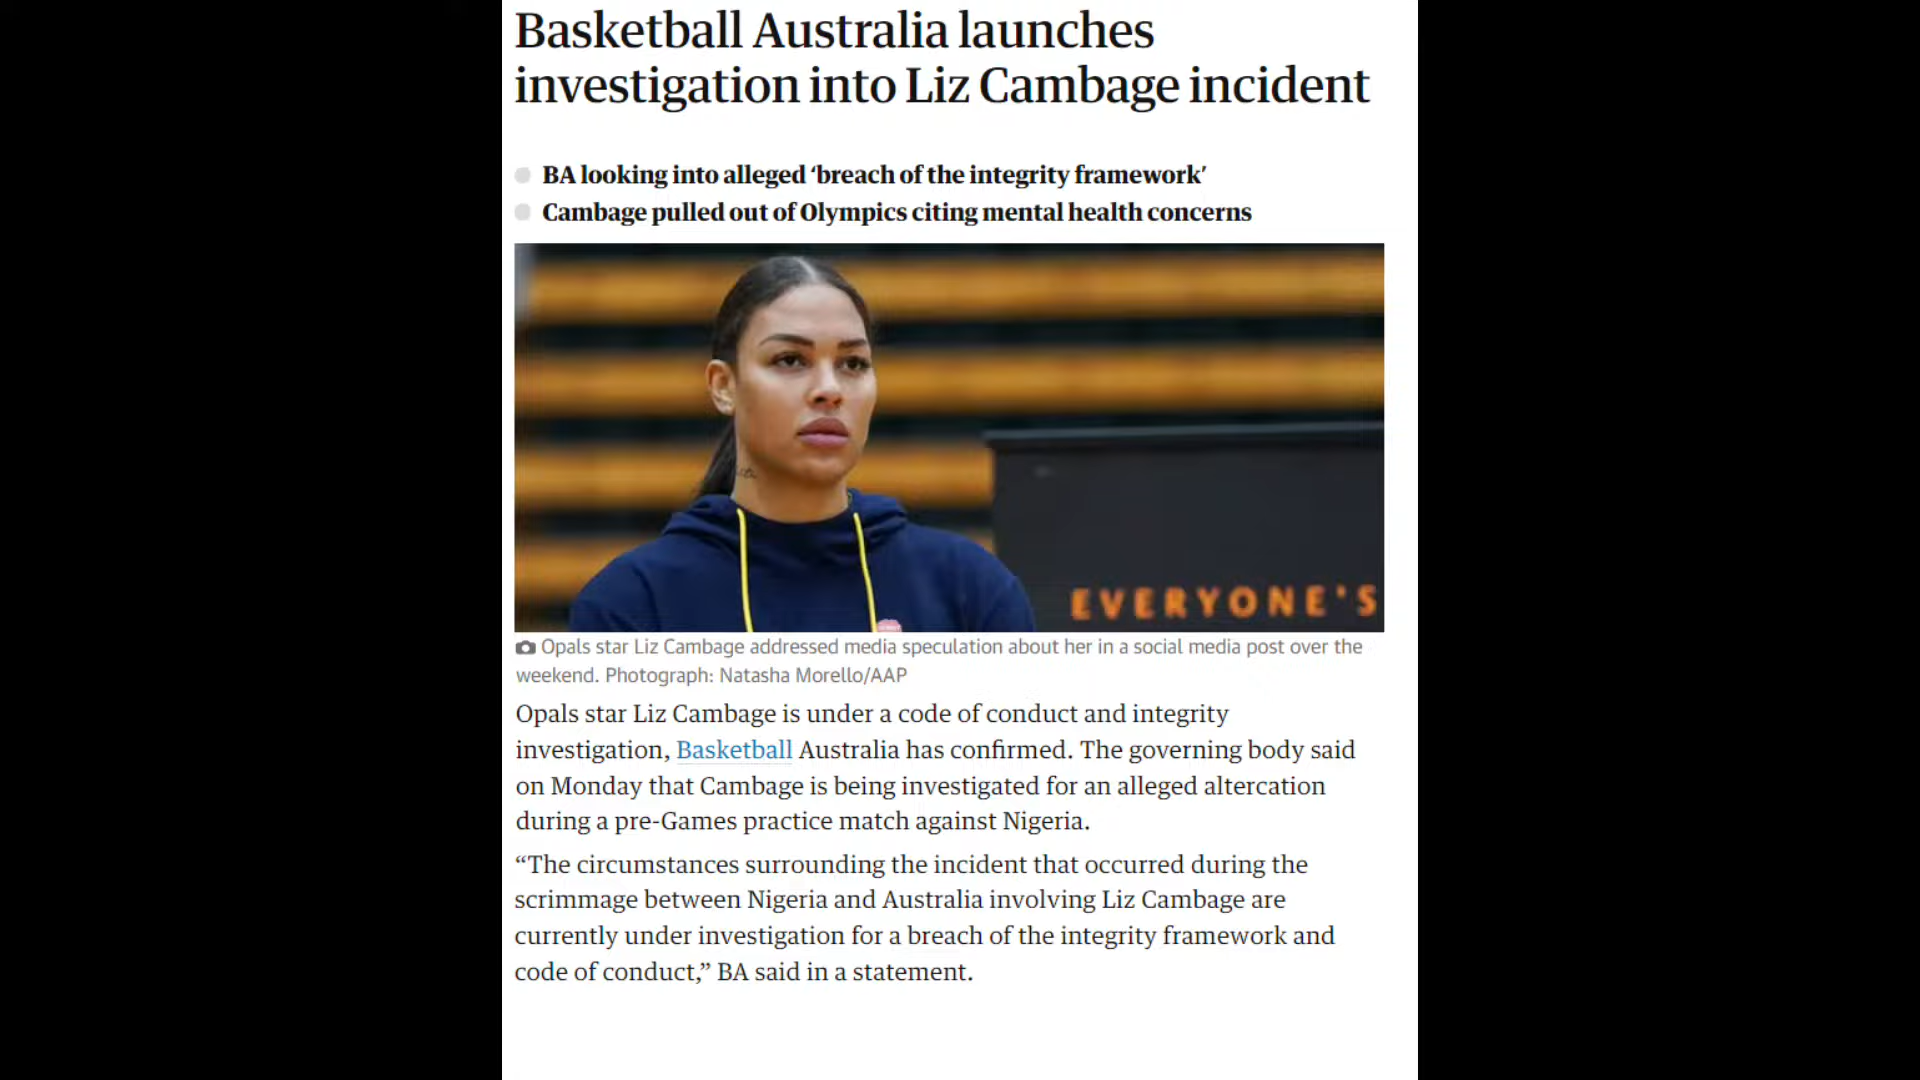 Basketball Australia launches
investigation into Liz Cambage incident
BA looking into alleged ‘breach of the integrity framework’
Cambage pulled out of Olympics citing mental health concerns
EVERYONE'S
Opals star Liz Cambage addressed media speculation about her in a social media post over the
weekend. Photograph: Natasha Morello/AAP
Opals star Liz Cambage is under a code of conduct and integrity
investigation, Basketball Australia has confirmed. The governing body said
on Monday that Cambage is being investigated for an alleged altercation
during a pre-Games practice match against Nigeria.
“The circumstances surrounding the incident that occurred during the
scrimmage between Nigeria and Australia involving Liz Cambage are
currently under investigation for a breach of the integrity framework and
code of conduct,” BA said in a statement.